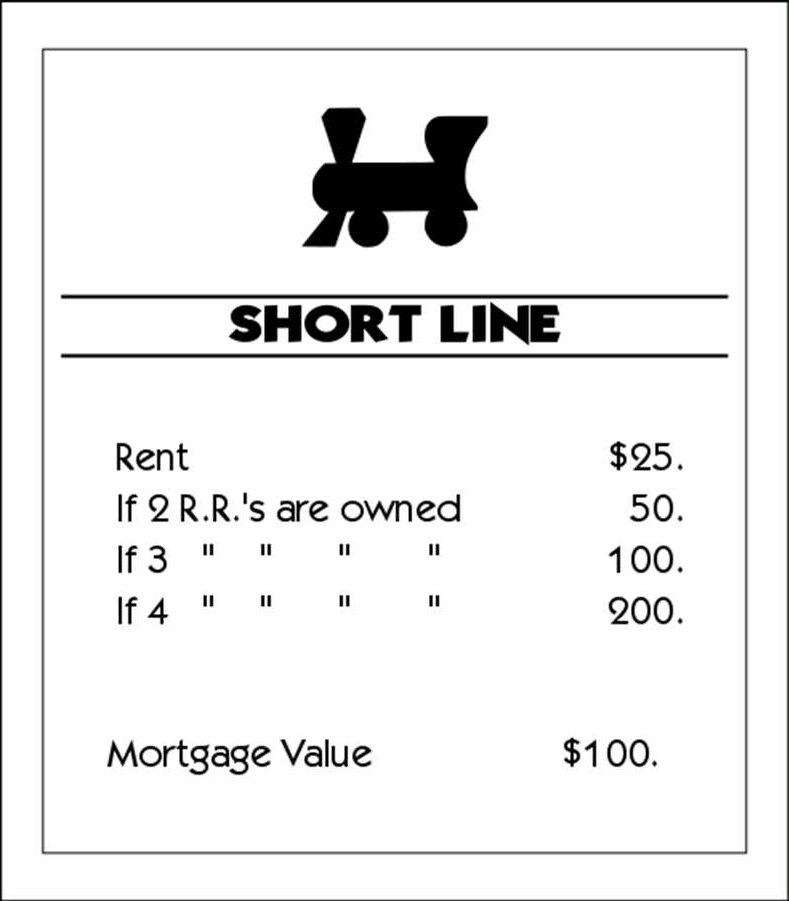 SHORT LINE
Rent $25.
If 2 R.R.'s are owned 50.
If 3 " " " " 100.
If 4 " " " " 200.
Mortgage Value $100.